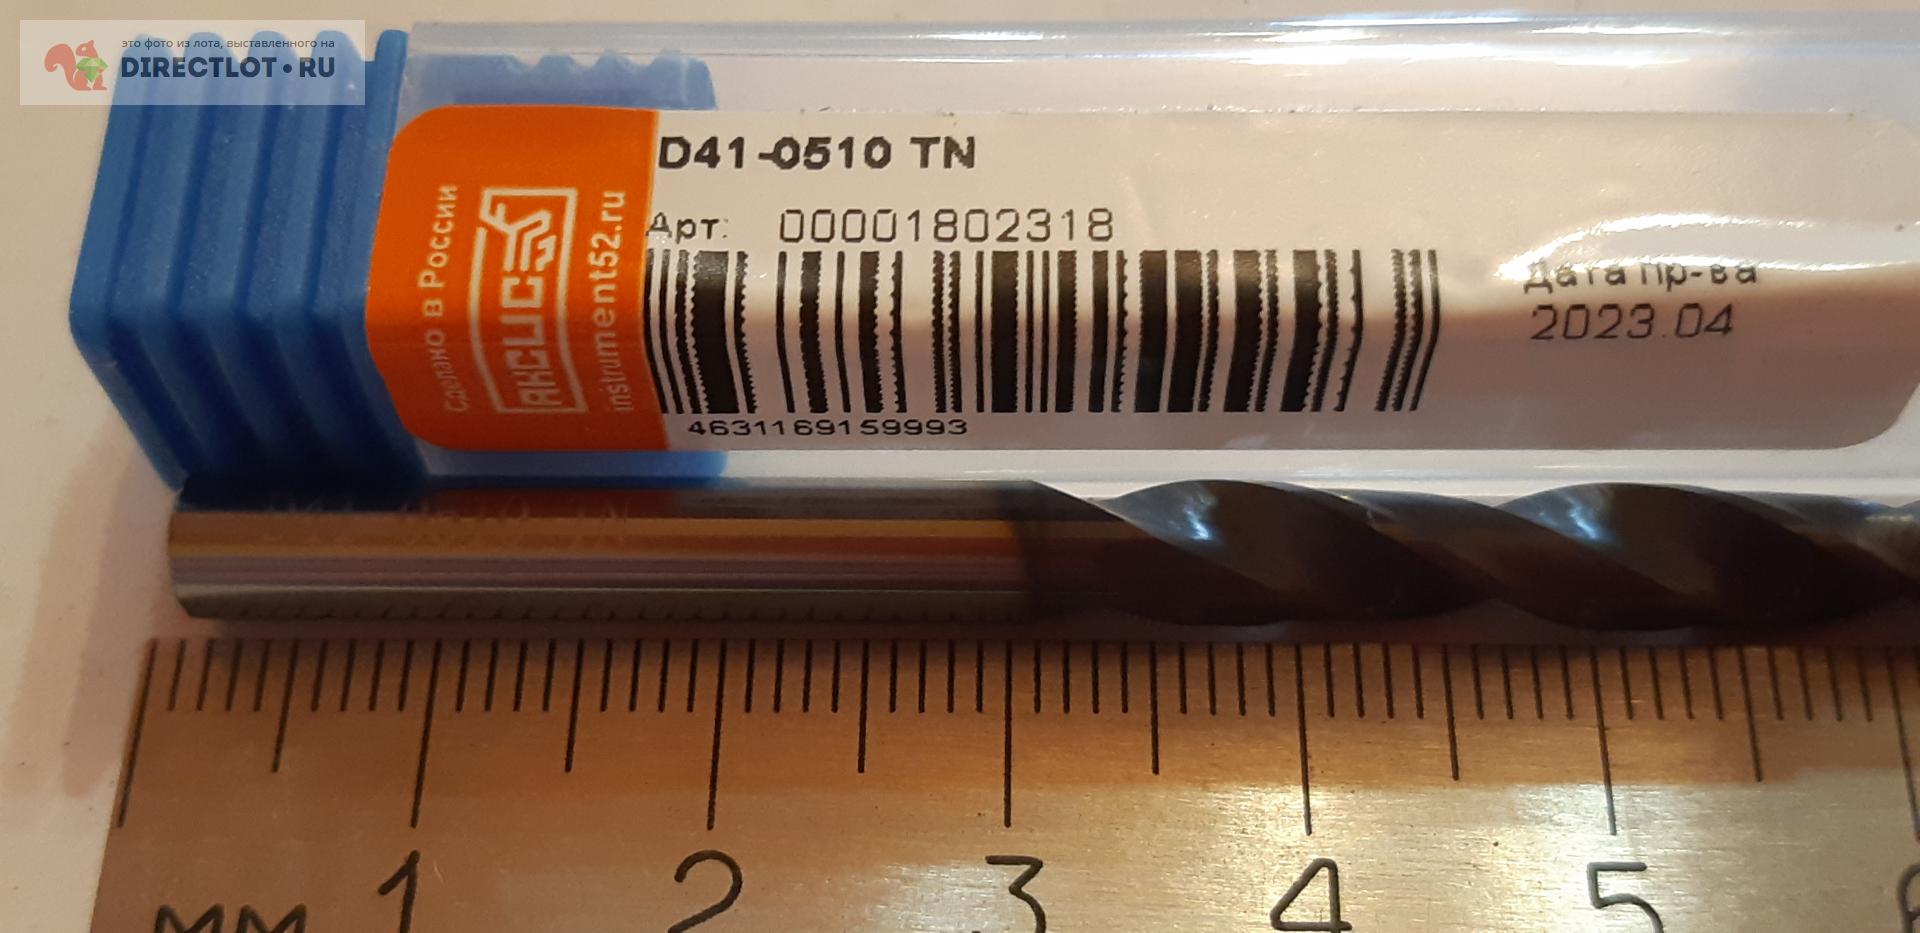 это фото из лота, выставленного на
DIRECTLOT•RU
D41-0510 TN
Арт: 00001802318
Дата пр-ва
2023.04
4631169159993
Сделано в России
АКСИС
instrument52.ru
мм 1 2 3 4 5 6